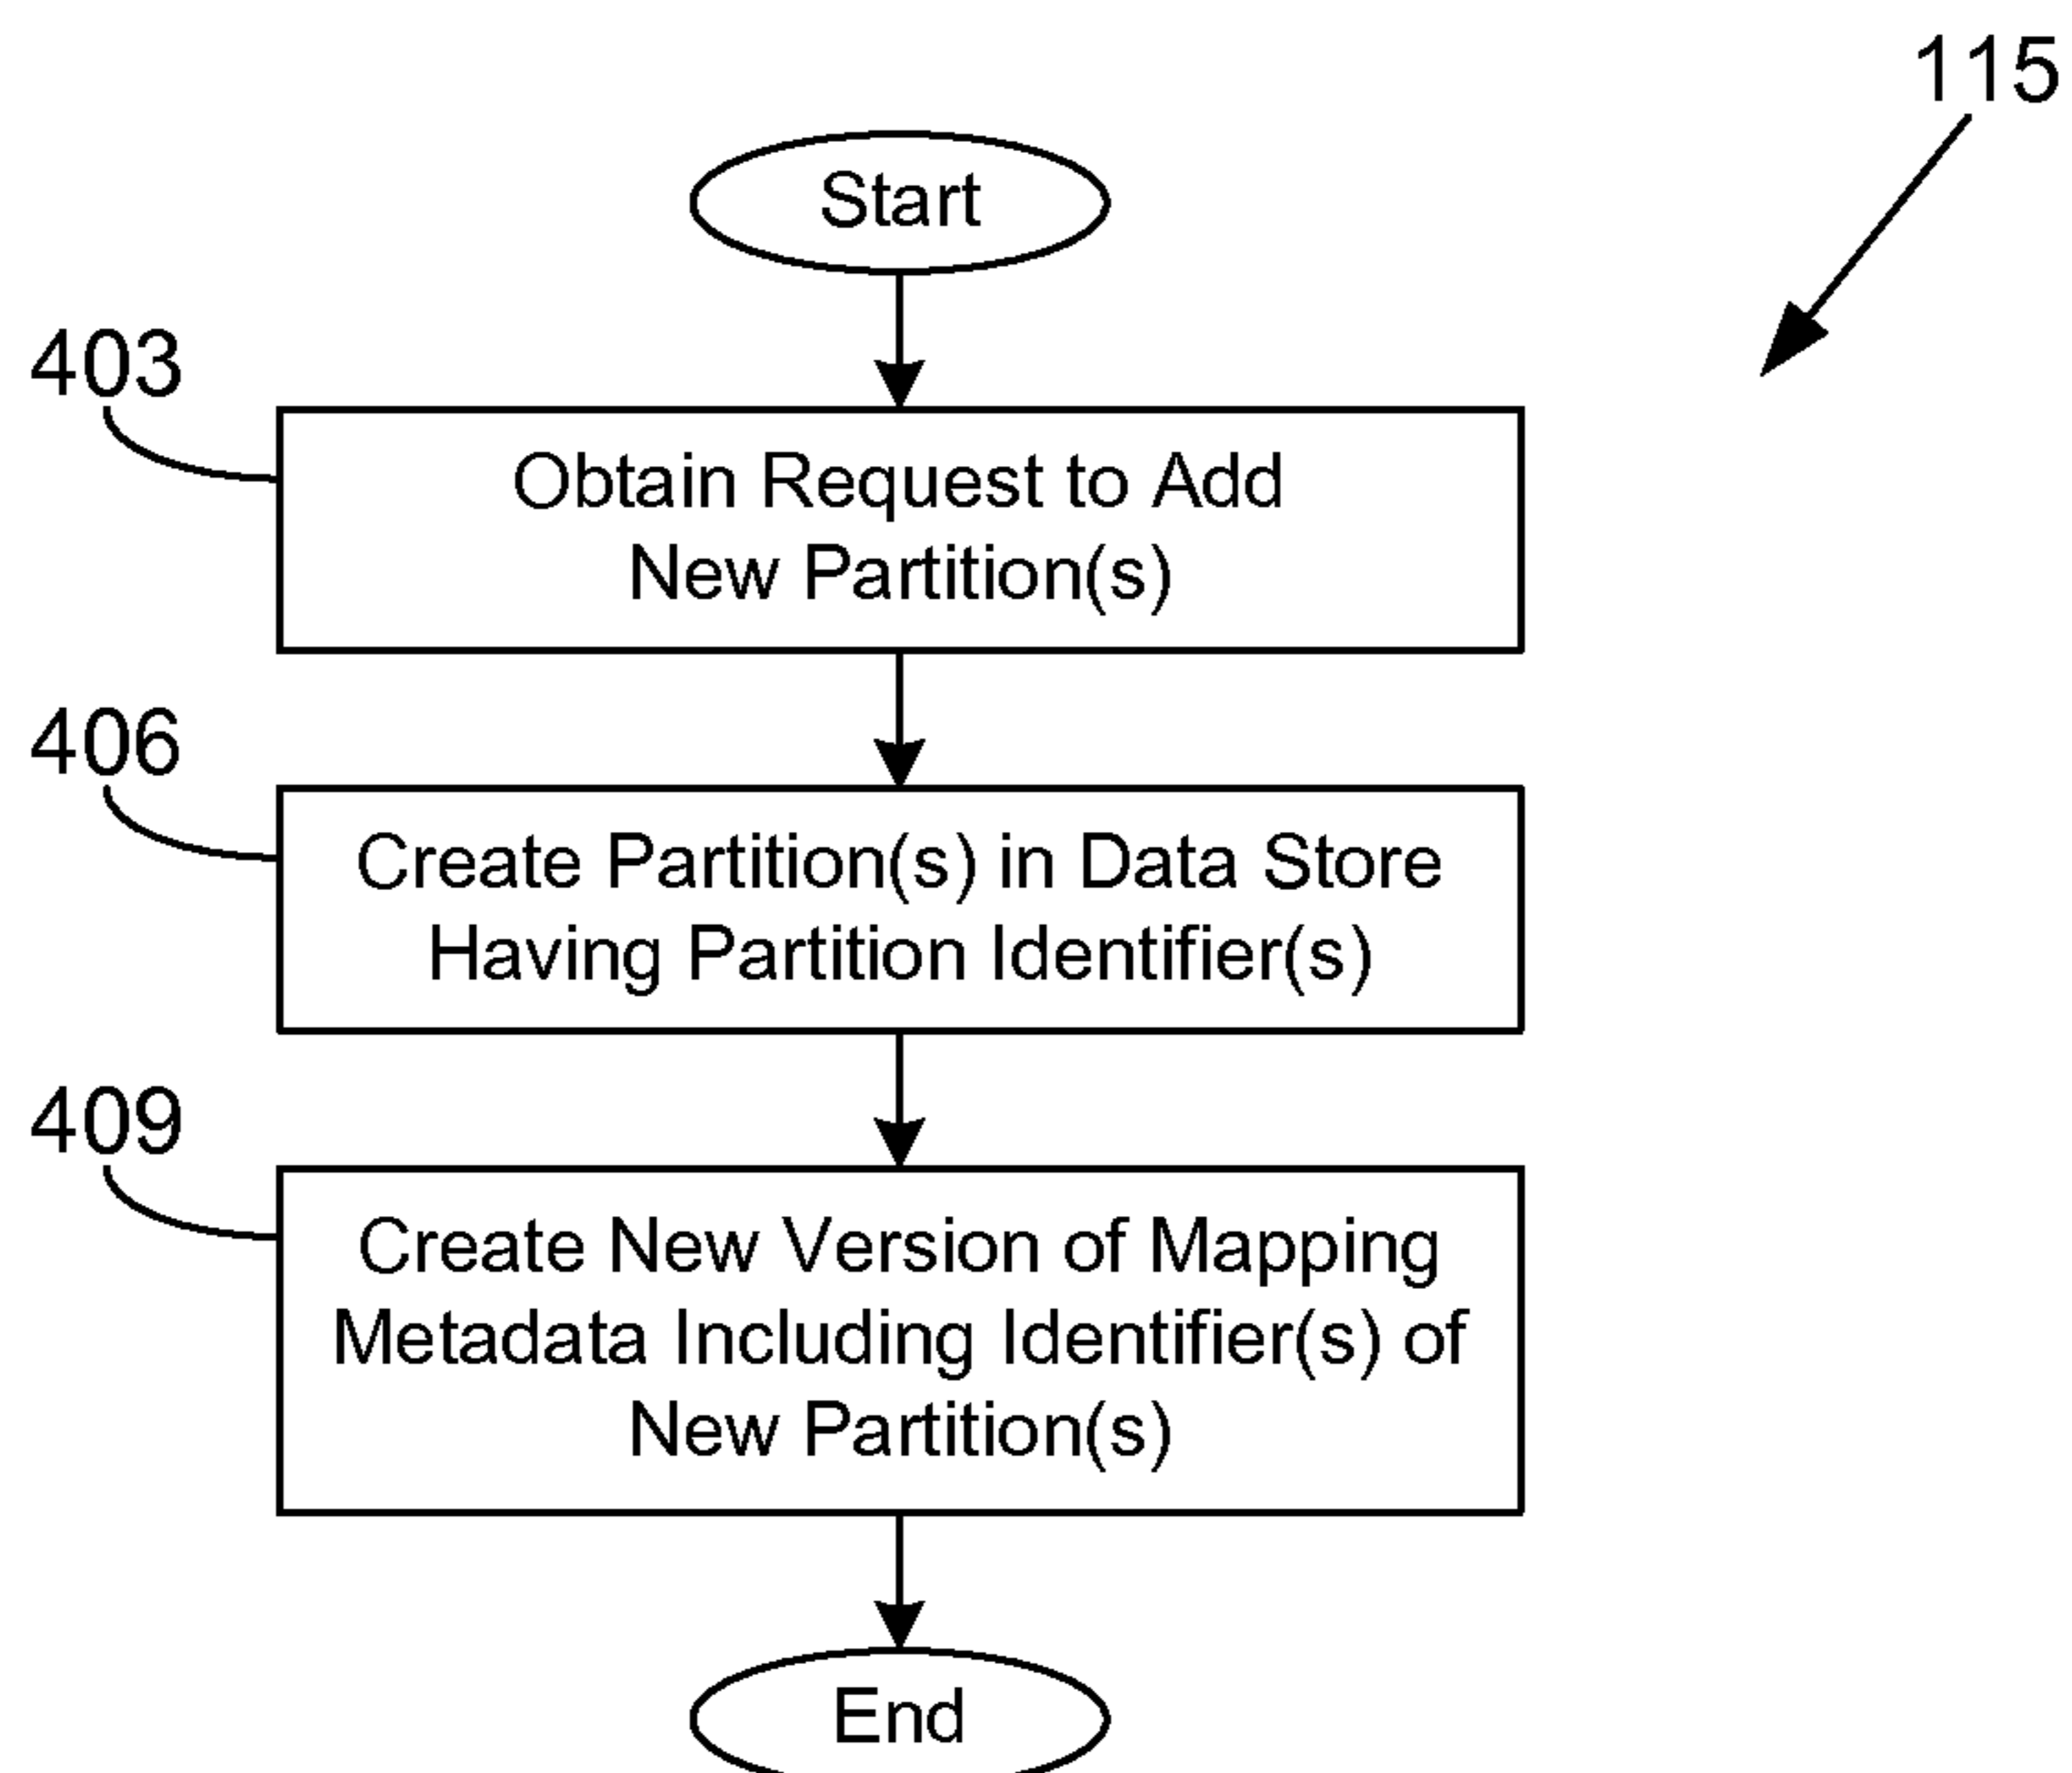 115
Start
403
Obtain Request to Add
New Partition(s)
406
Create Partition(s) in Data Store
Having Partition Identifier(s)
409
Create New Version of Mapping
Metadata Including Identifier(s) of
New Partition(s)
End